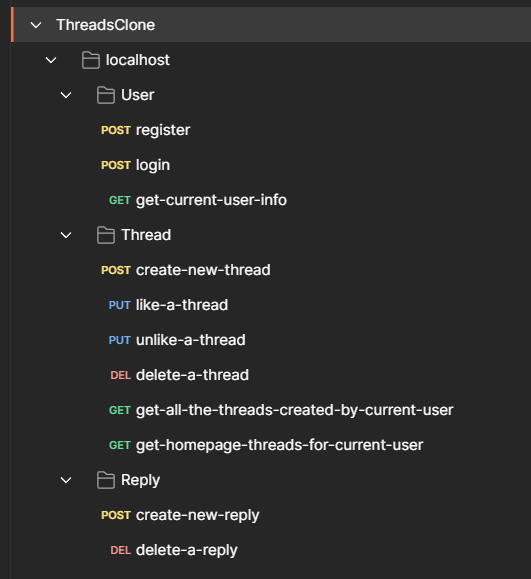 ThreadsClone
localhost
User
POST register
POST login
GET get-current-user-info
Thread
POST create-new-thread
PUT like-a-thread
PUT unlike-a-thread
DEL delete-a-thread
GET get-all-the-threads-created-by-current-user
GET get-homepage-threads-for-current-user
Reply
POST create-new-reply
DEL delete-a-reply